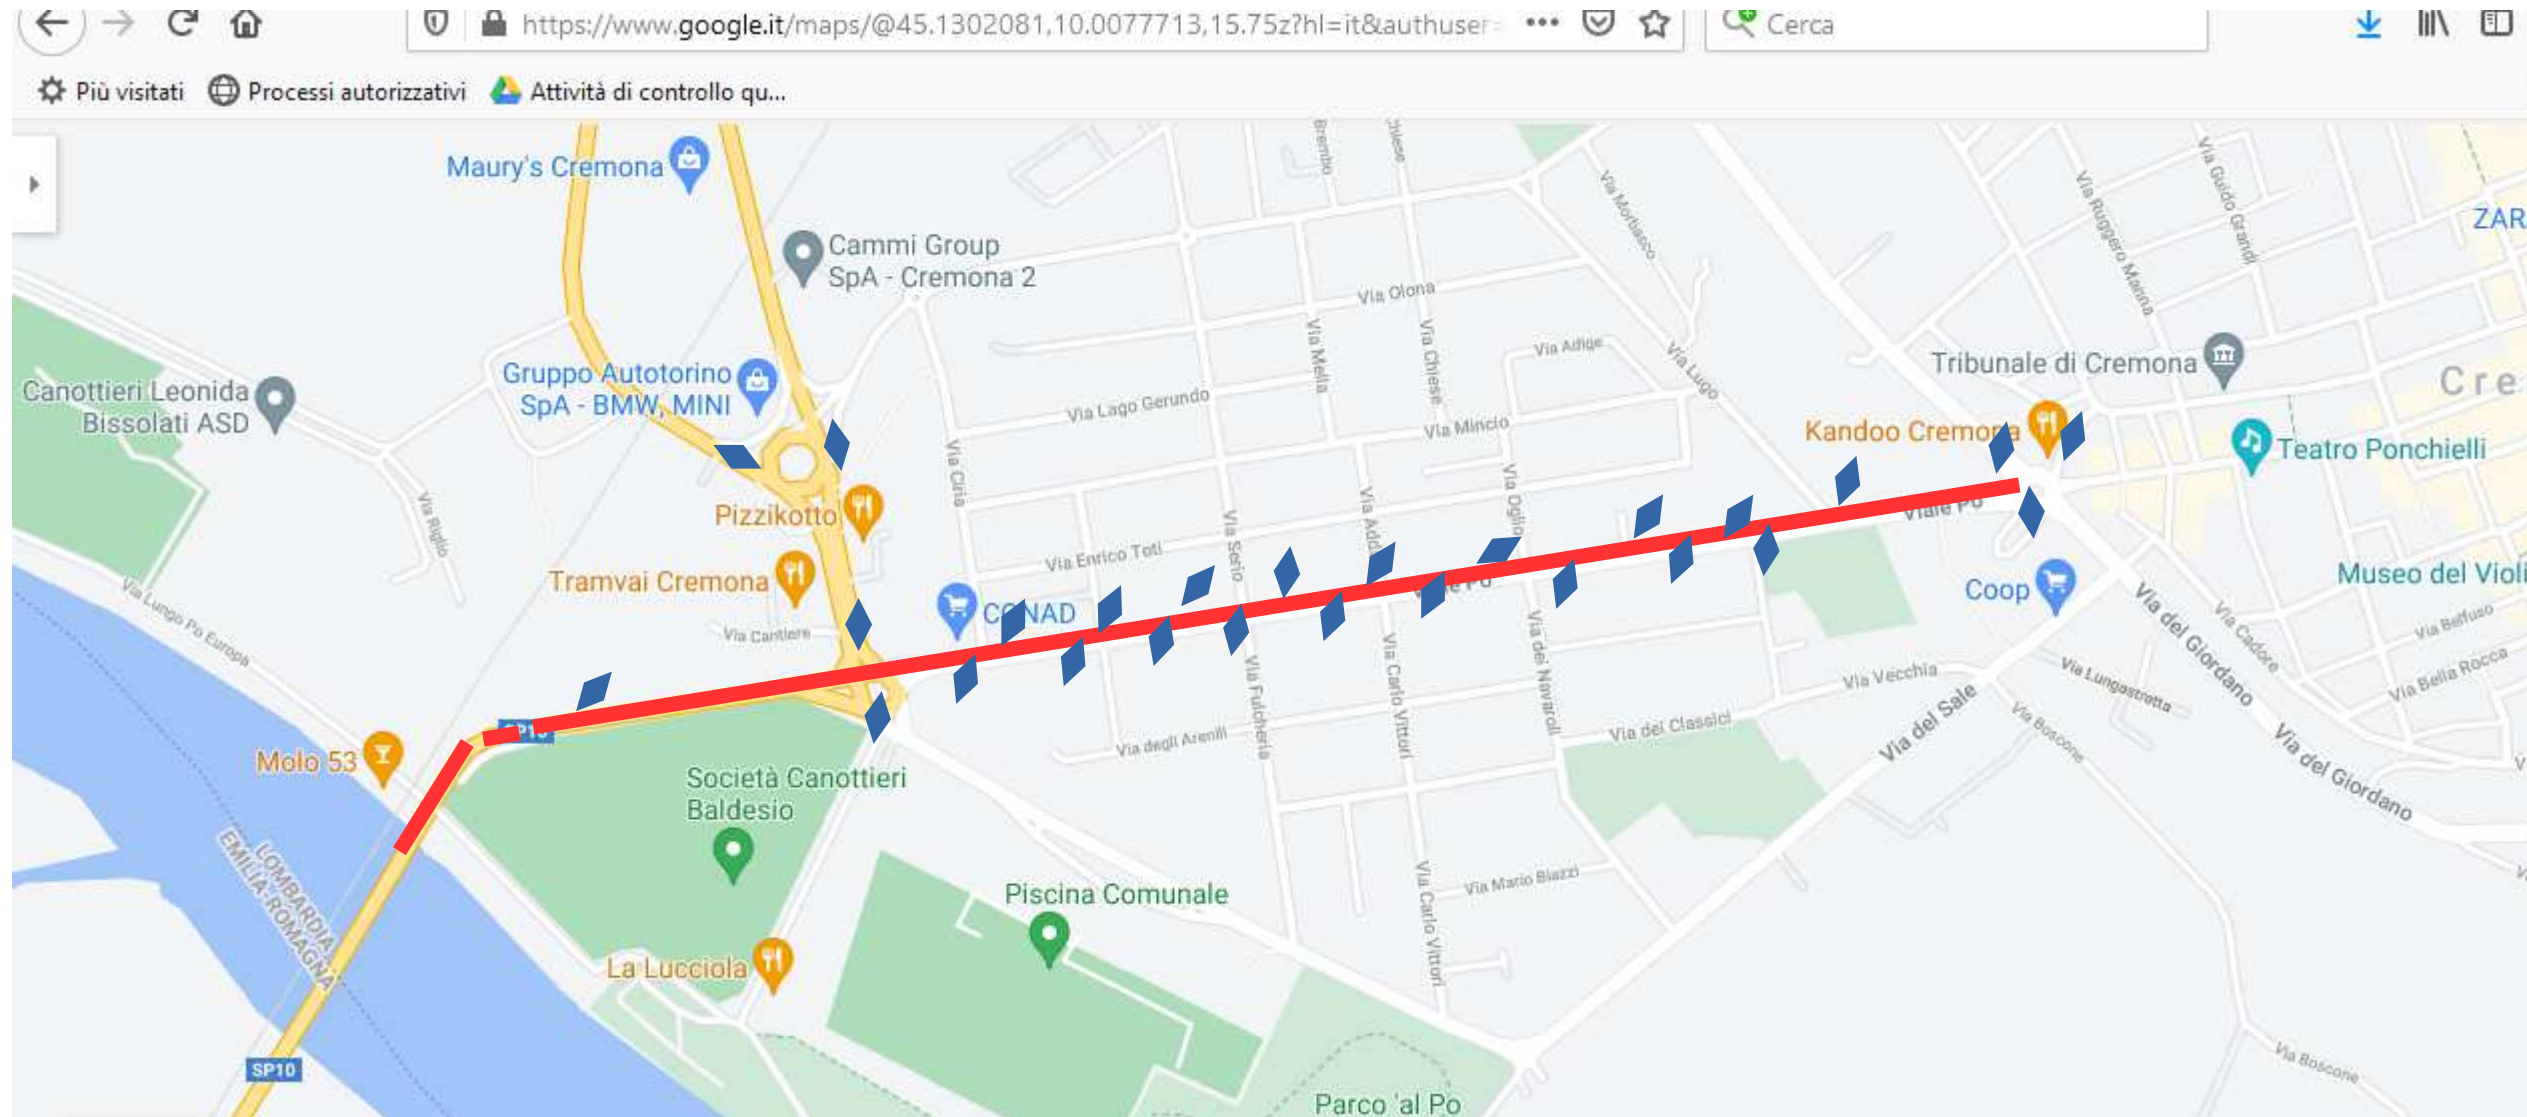 https://www.google.it/maps/@45.1302081,10.0077713,15.75z?hl=it&authuser=
Cerca
Più visitati
Processi autorizzativi
Attività di controllo qu...
Maury's Cremona
Brembo
Chiese
Via Guido Grandi
Via Ruggero Manna
Via Morbasco
ZAR
Cammi Group
SpA - Cremona 2
Via Olona
Via Mella
Via Chiese
Via Adige
Via Lugo
Tribunale di Cremona
Cre
Gruppo Autotorino
SpA - BMW, MINI
Canottieri Leonida
Bissolati ASD
Via Lago Gerundo
Via Mincio
Kandoo Cremona
Teatro Ponchielli
Via Ciria
Via Riglio
Pizzikotto
Via Serio
Via Oglio
Viale Po
Via Enrico Toti
Tramvai Cremona
CONAD
Coop
Museo del Violi
Via Lungo Po Europa
Via Cantiere
Via del Giordano
Via Cadore
Via Belfuso
Via Bella Rocca
Via Fulcheria
Via Carlo Vittori
Via dei Navaroli
Via Vecchia
Via Lungastretta
Via degli Arenili
Via dei Classici
Via del Sale
Via Boscone
Via del Giordano
Molo 53
Società Canottieri
Baldesio
LOMBARDIA
EMILIA-ROMAGNA
Piscina Comunale
Via Mario Blazzi
Via Carlo Vittori
La Lucciola
SP10
Via Boscone
Parco 'al Po